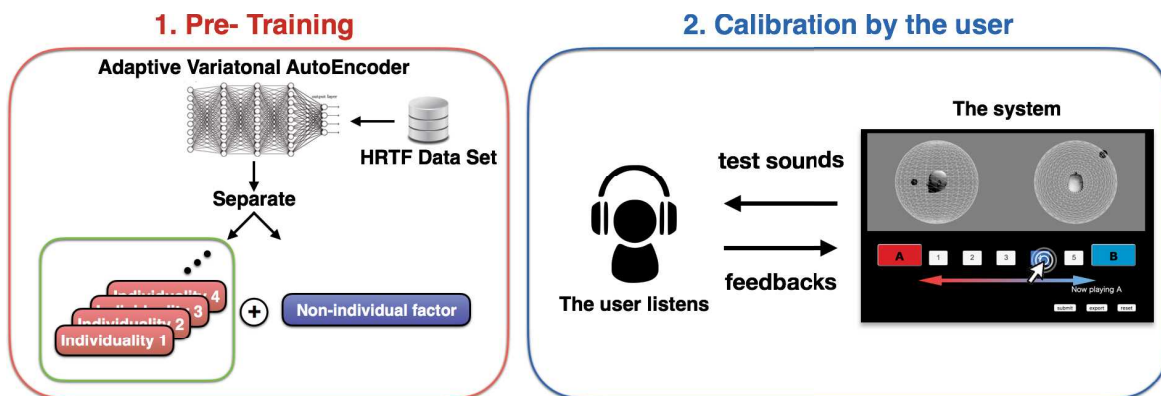 1. Pre- Training
Adaptive Variatonal AutoEncoder
HRTF Data Set
Separate
Individuality 4
Individuality 3
Individuality 2
Individuality 1
+
Non-individual factor
2. Calibration by the user
The system
test sounds
feedbacks
The user listens
A
1
2
3
5
B
Now playing A
submit
export
reset